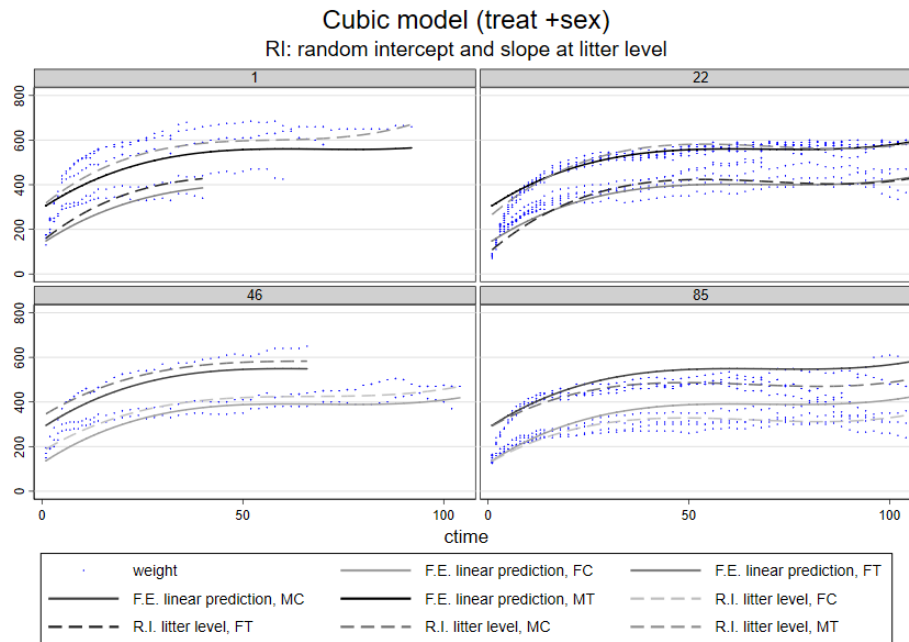 Cubic model (treat +sex)
RI: random intercept and slope at litter level
1
22
800
600
400
200
0
46
85
800
600
400
200
0
0
50
100
0
50
100
ctime
weight
F.E. linear prediction, FC
F.E. linear prediction, FT
F.E. linear prediction, MC
F.E. linear prediction, MT
R.I. litter level, FC
R.I. litter level, FT
R.I. litter level, MC
R.I. litter level, MT